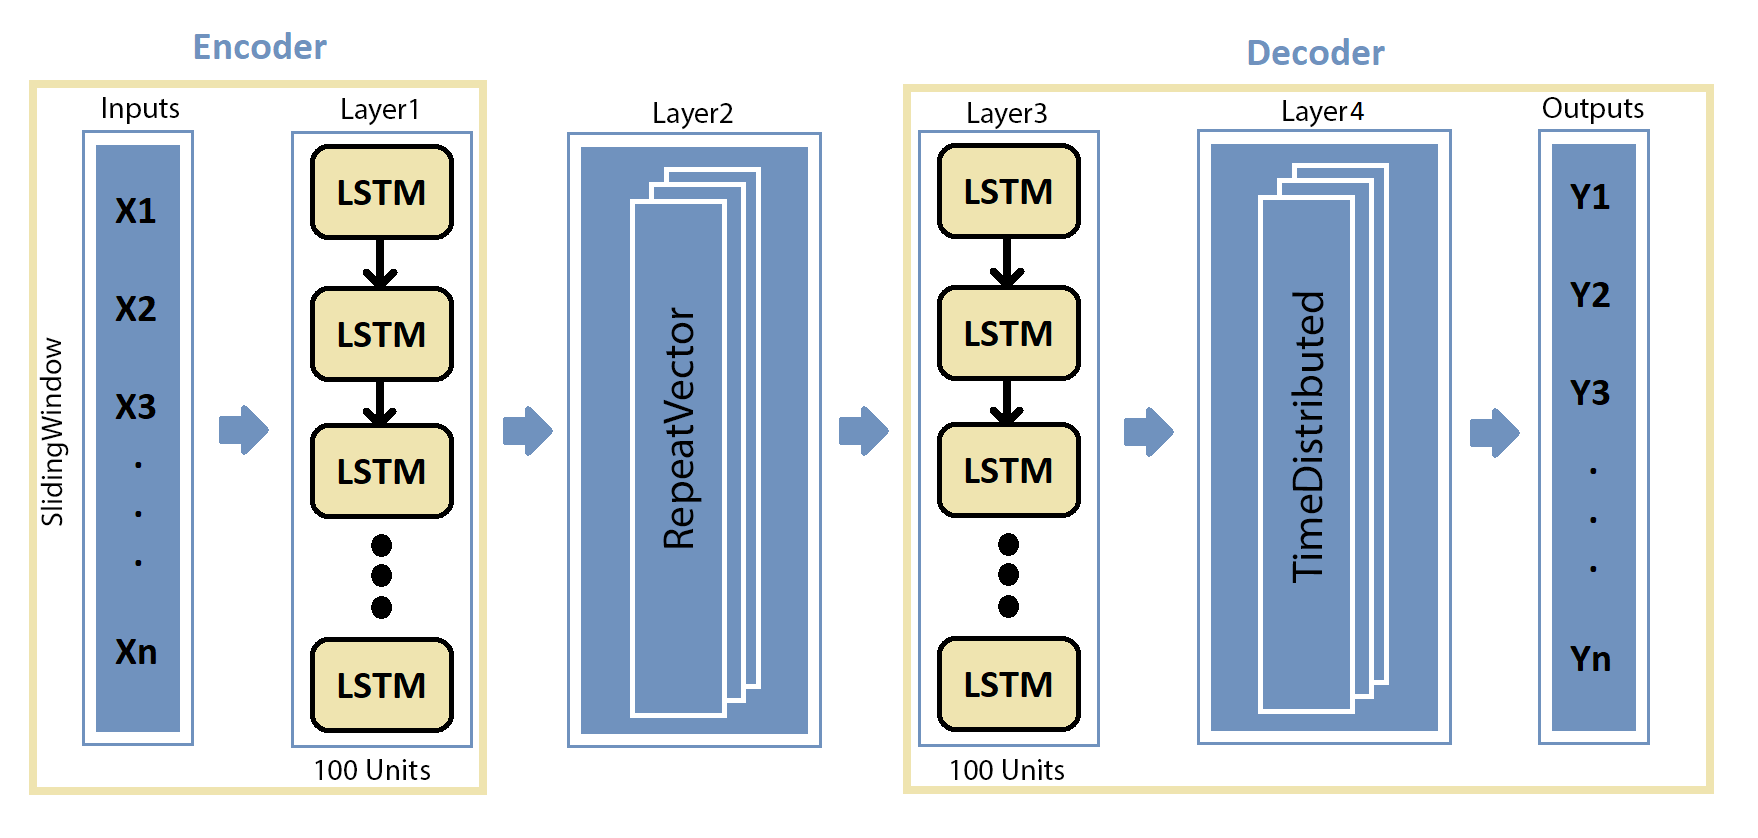 Encoder
Inputs
Layer1
SlidingWindow
X1
X2
X3
.
.
.
Xn
LSTM
LSTM
LSTM
LSTM
100 Units
Layer2
RepeatVector
Decoder
Layer3
LSTM
LSTM
LSTM
LSTM
100 Units
Layer4
TimeDistributed
Outputs
Y1
Y2
Y3
.
.
.
Yn